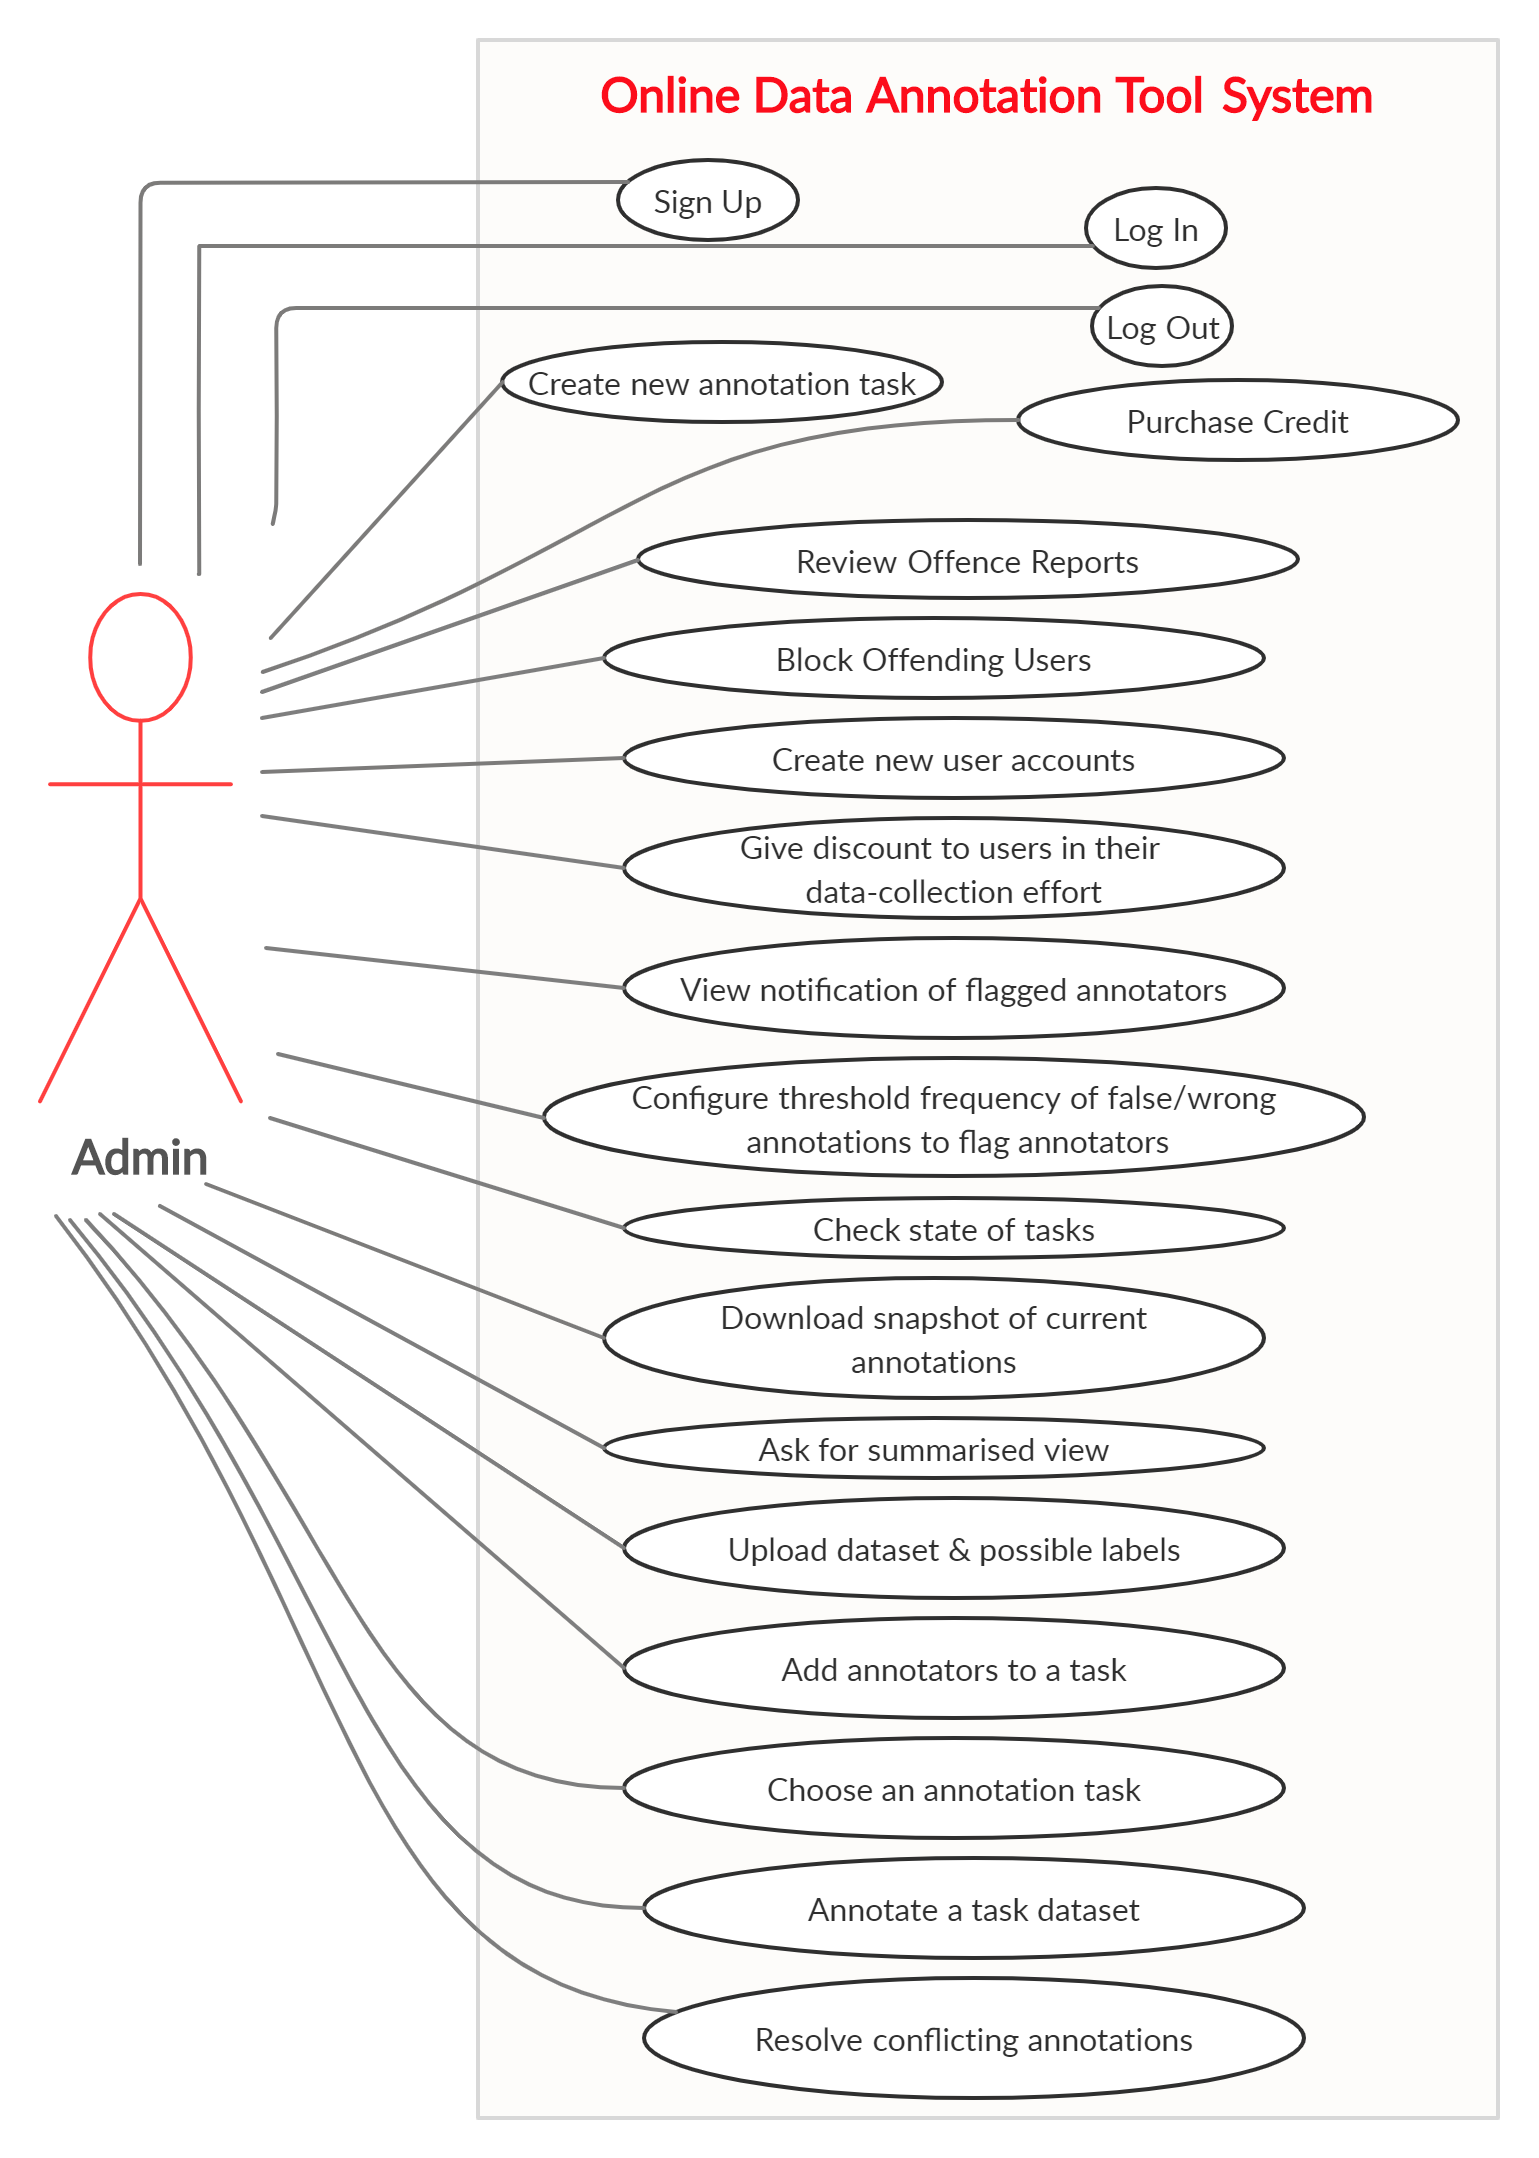 Online Data Annotation Tool System
Sign Up
Log In
Log Out
Create new annotation task
Purchase Credit
Review Offence Reports
Block Offending Users
Create new user accounts
Give discount to users in their
data-collection effort
View notification of flagged annotators
Configure threshold frequency of false/wrong
annotations to flag annotators
Admin
Check state of tasks
Download snapshot of current
annotations
Ask for summarised view
Upload dataset & possible labels
Add annotators to a task
Choose an annotation task
Annotate a task dataset
Resolve conflicting annotations